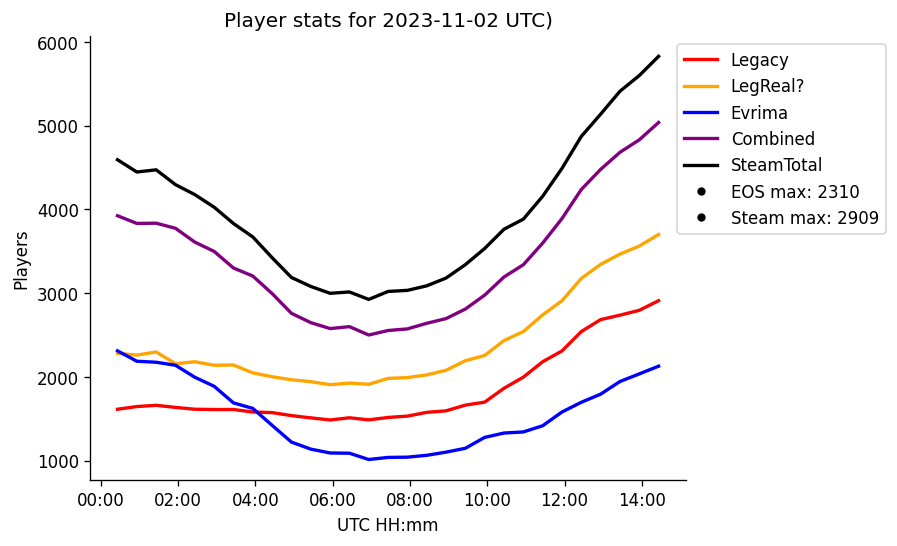 Player stats for 2023-11-02 UTC)
6000
5000
4000
3000
2000
1000
Players
00:00 02:00 04:00 06:00 08:00 10:00 12:00 14:00
UTC HH:mm
Legacy
LegReal?
Evrima
Combined
SteamTotal
EOS max: 2310
Steam max: 2909